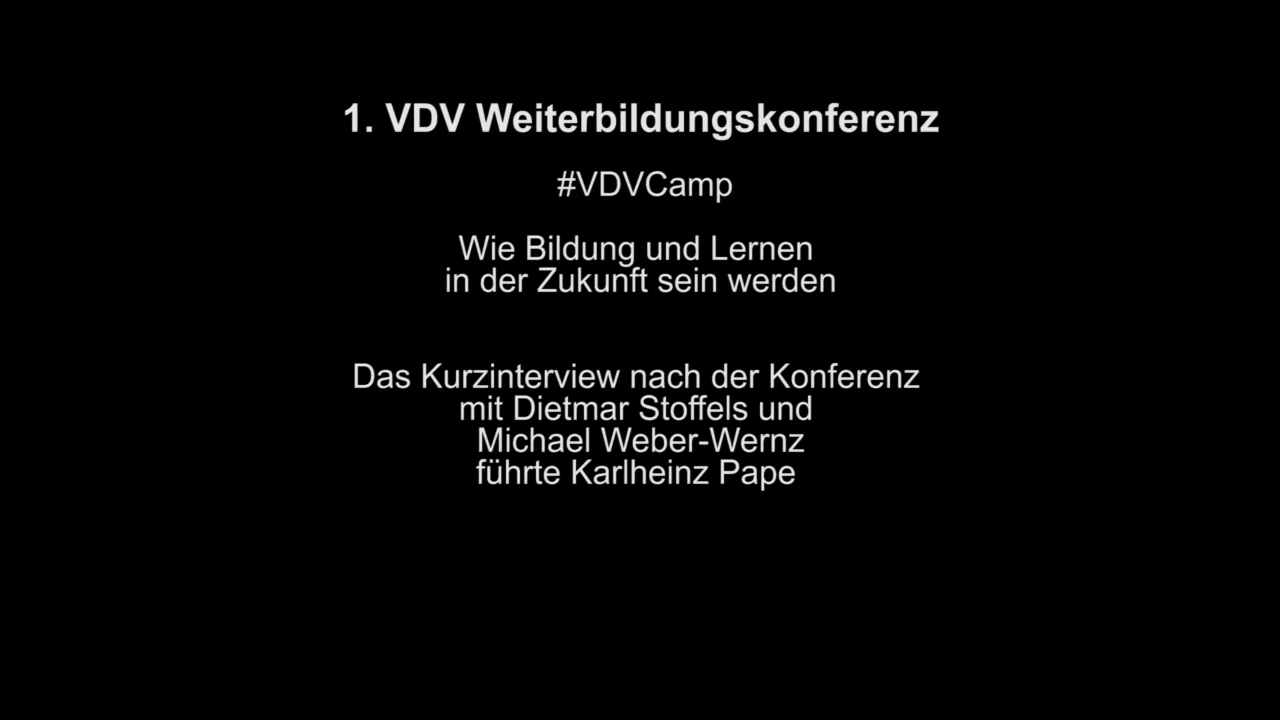 1. VDV Weiterbildungskonferenz
#VDVCamp
Wie Bildung und Lernen
in der Zukunft sein werden
Das Kurzinterview nach der Konferenz
mit Dietmar Stoffels und
Michael Weber-Wernz
führte Karlheinz Pape